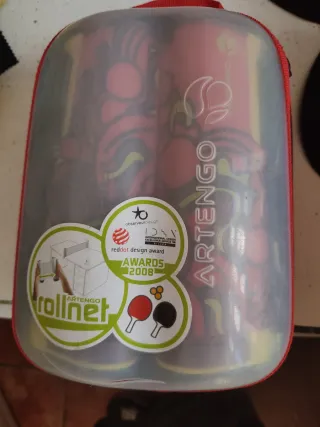 ARTENGO
reddot design award
AWARDS
2008
ARTENGO
rollnet